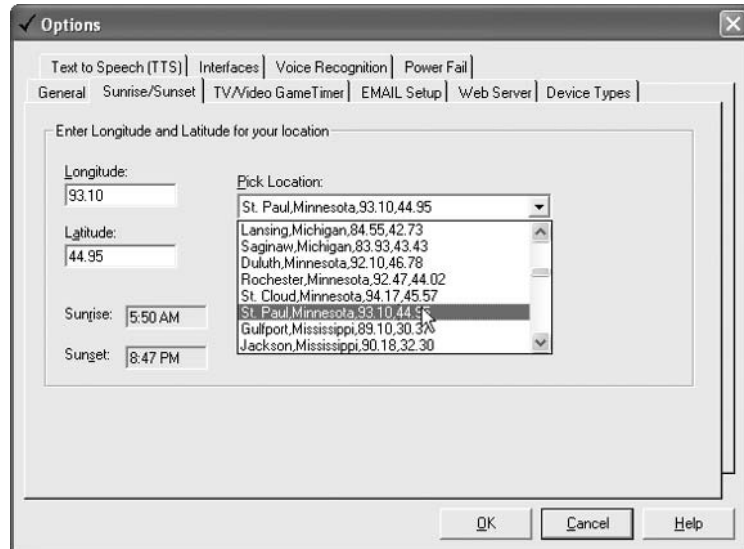 Options
Text to Speech (TTS) Interfaces Voice Recognition Power Fail
General Sunrise/Sunset TV/Video GameTimer EMAIL Setup Web Server Device Types
Enter Longitude and Latitude for your location
Longitude:
93.10
Pick Location:
St. Paul,Minnesota,93.10,44.95
Latitude:
44.95
Lansing,Michigan,84.55,42.73
Saginaw,Michigan,83.93,43.43
Duluth,Minnesota,92.10,46.78
Rochester,Minnesota,92.47,44.02
St. Cloud,Minnesota,94.17,45.57
St. Paul,Minnesota,93.10,44.95
Gulfport,Mississippi,89.10,30.37
Jackson,Mississippi,90.18,32.30
Sunrise: 5:50 AM
Sunset: 8:47 PM
OK Cancel Help